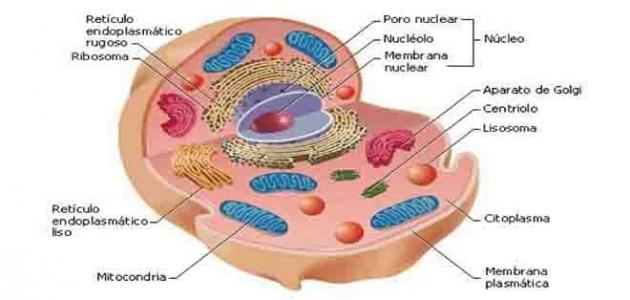 Retículo
endoplasmático
rugoso
Ribosoma
Poro nuclear
Nucléolo
Membrana
nuclear
Núcleo
Aparato de Golgi
Centriolo
Lisosoma
Retículo
endoplasmático
liso
Mitocondria
Citoplasma
Membrana
plasmática